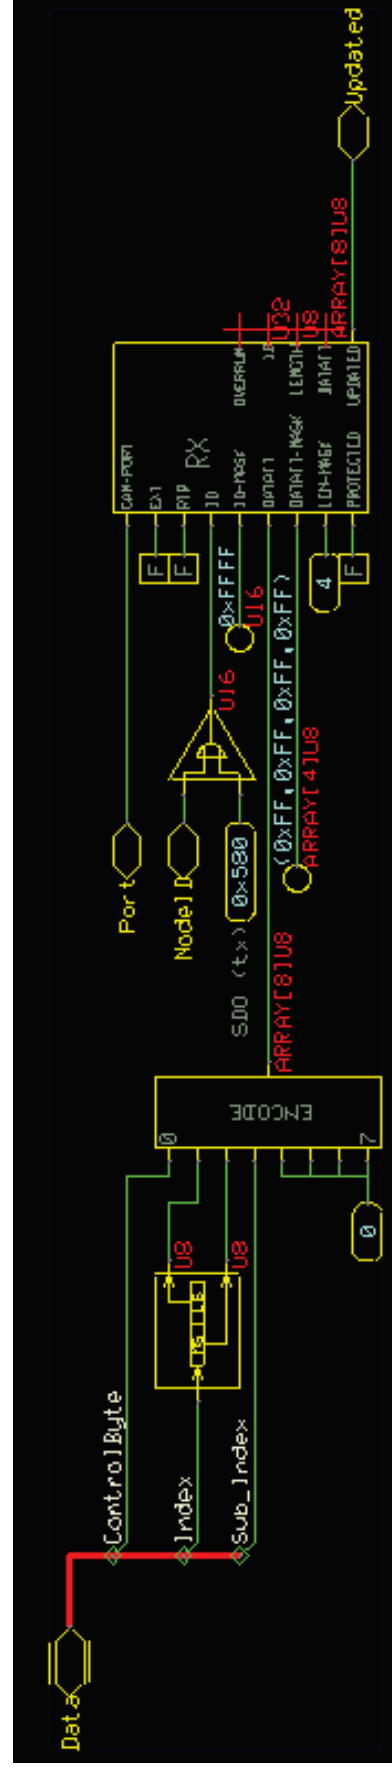 Data
ControlByte
Index
Sub_Index
U8
U8
0
ENCODE
7
0
ARRAY[8]U8
SDO (tx)
0x580
Port
NodeID
U16
0xFFFF
U16
(0xFF,0xFF,0xFF,0xFF)
ARRAY[4]U8
F
F
4
F
CAN-PORT
EXT
RTR
ID
ID-MASK
DATA[]
DATA[]-MASK
LEN-MASK
PROTECTED
RX
OVERRUN
ID
LENGTH
DATA[]
UPDATED
U32
U8
ARRAY[8]U8
Updated